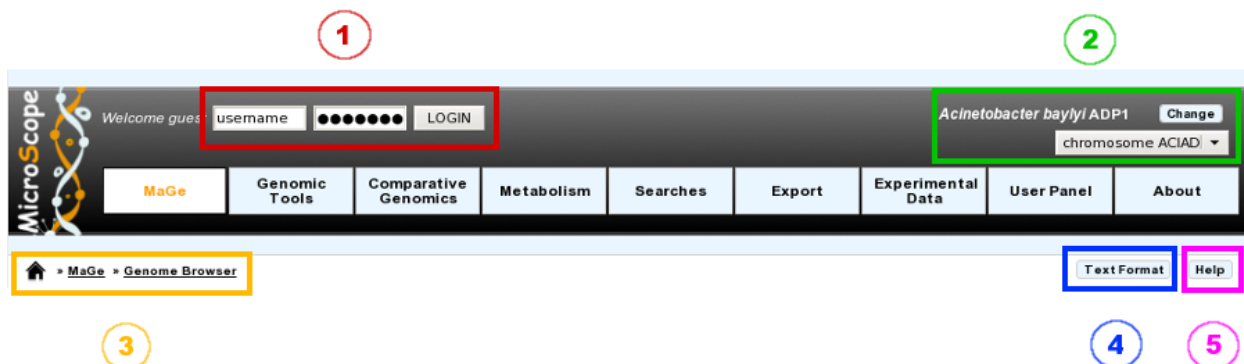 1
2
MicroScope
Welcome gues
username
LOGIN
Acinetobacter baylyi ADP1
Change
chromosome ACIAD
MaGe
Genomic
Tools
Comparative
Genomics
Metabolism
Searches
Export
Experimental
Data
User Panel
About
» MaGe » Genome Browser
Text Format
Help
3
4
5